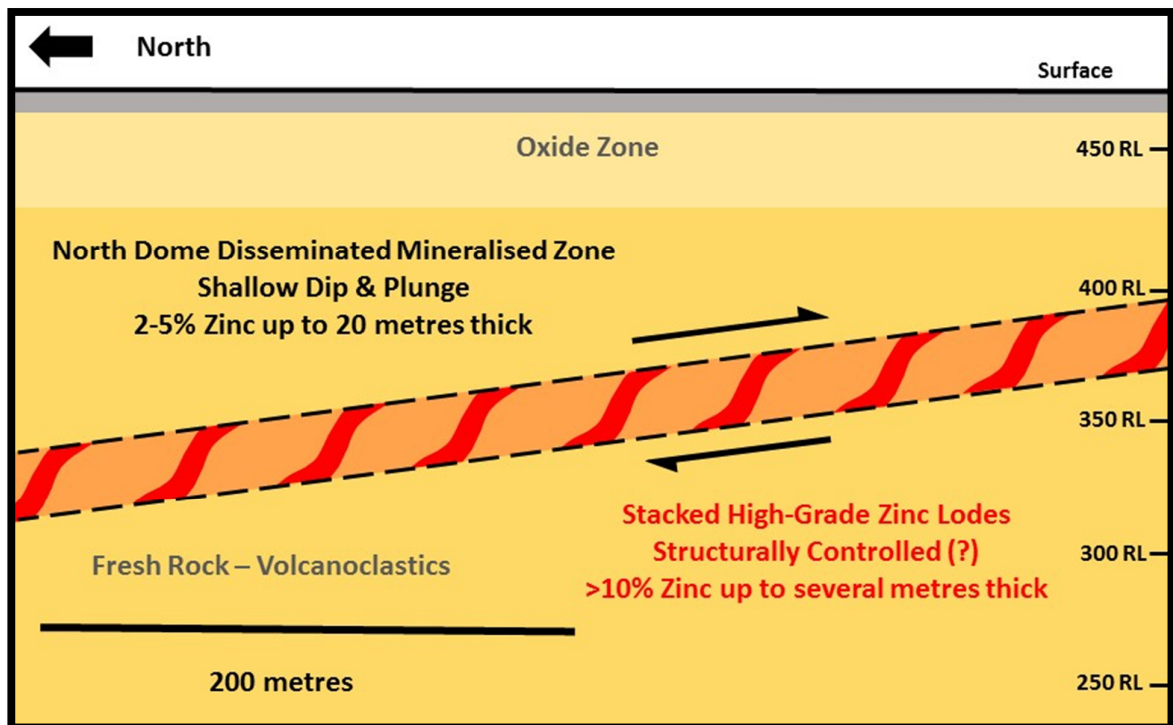 North
Surface
Oxide Zone
450 RL
North Dome Disseminated Mineralised Zone
Shallow Dip & Plunge
2-5% Zinc up to 20 metres thick
400 RL
350 RL
Stacked High-Grade Zinc Lodes
Structurally Controlled (?)
>10% Zinc up to several metres thick
Fresh Rock – Volcanoclastics
300 RL
200 metres
250 RL